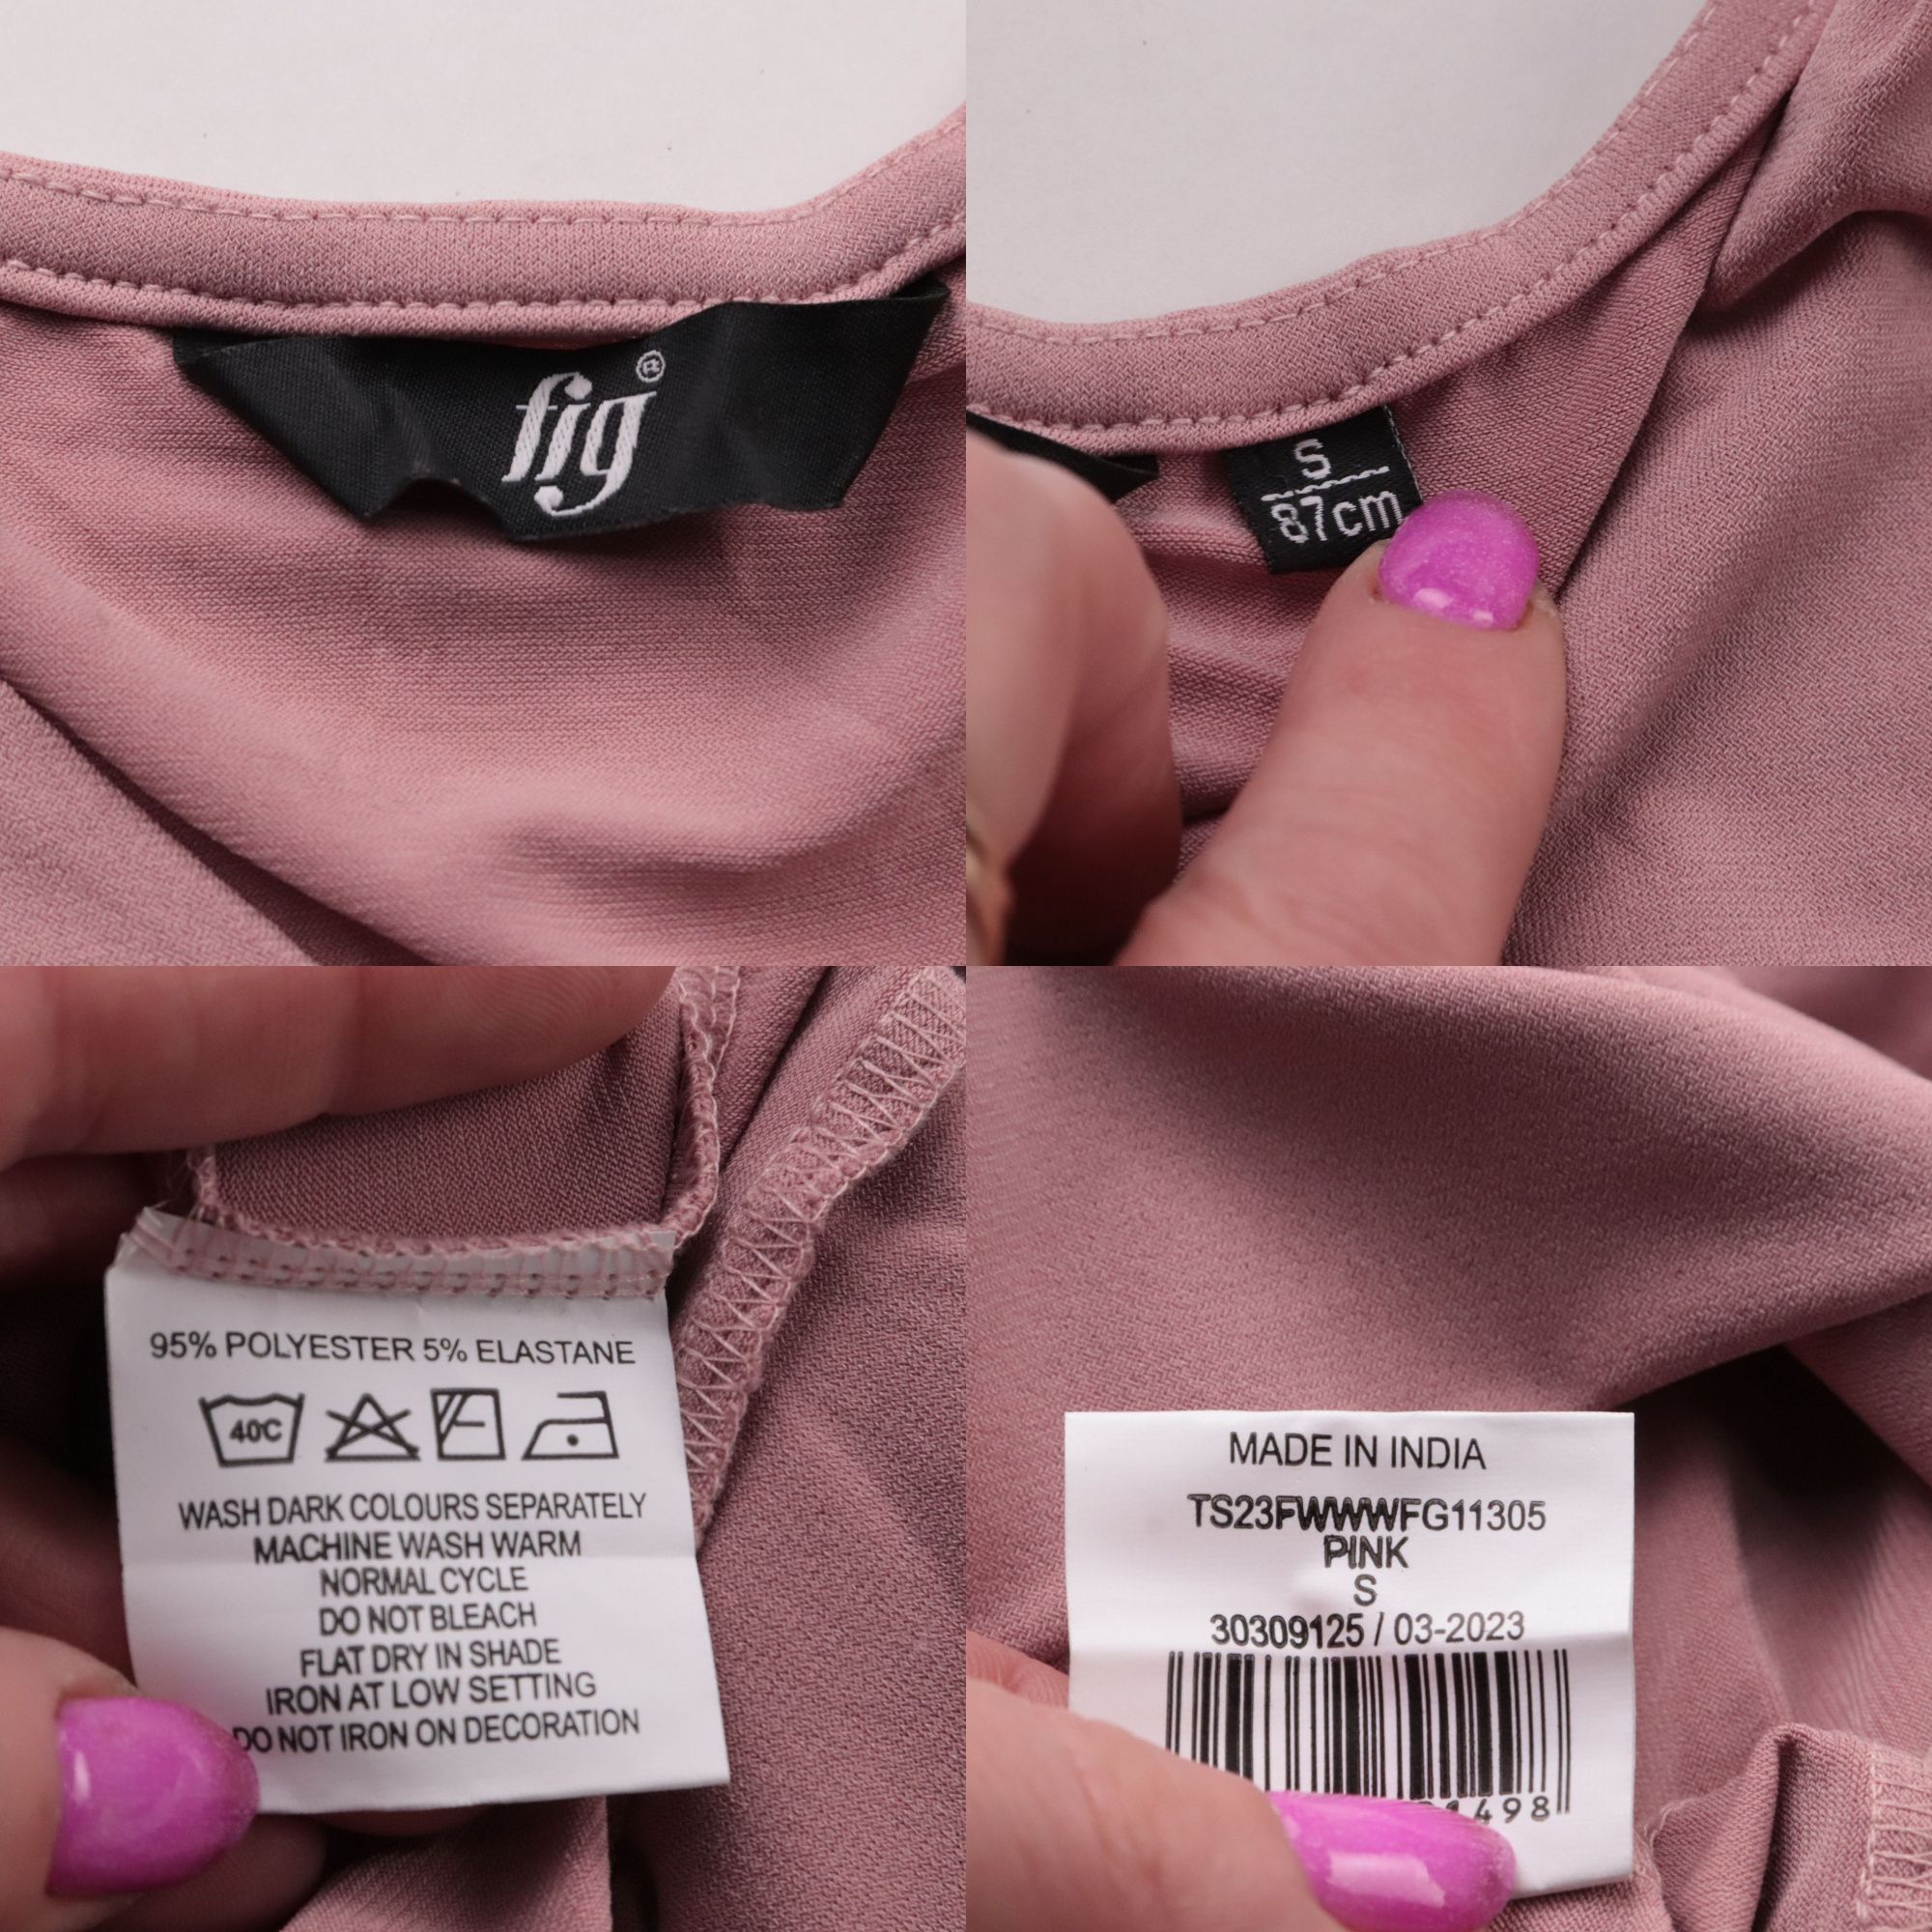 fig®
S
87cm
95% POLYESTER 5% ELASTANE
40C
WASH DARK COLOURS SEPARATELY
MACHINE WASH WARM
NORMAL CYCLE
DO NOT BLEACH
FLAT DRY IN SHADE
IRON AT LOW SETTING
DO NOT IRON ON DECORATION
MADE IN INDIA
TS23FWWWFG11305
PINK
S
30309125 / 03-2023
1498